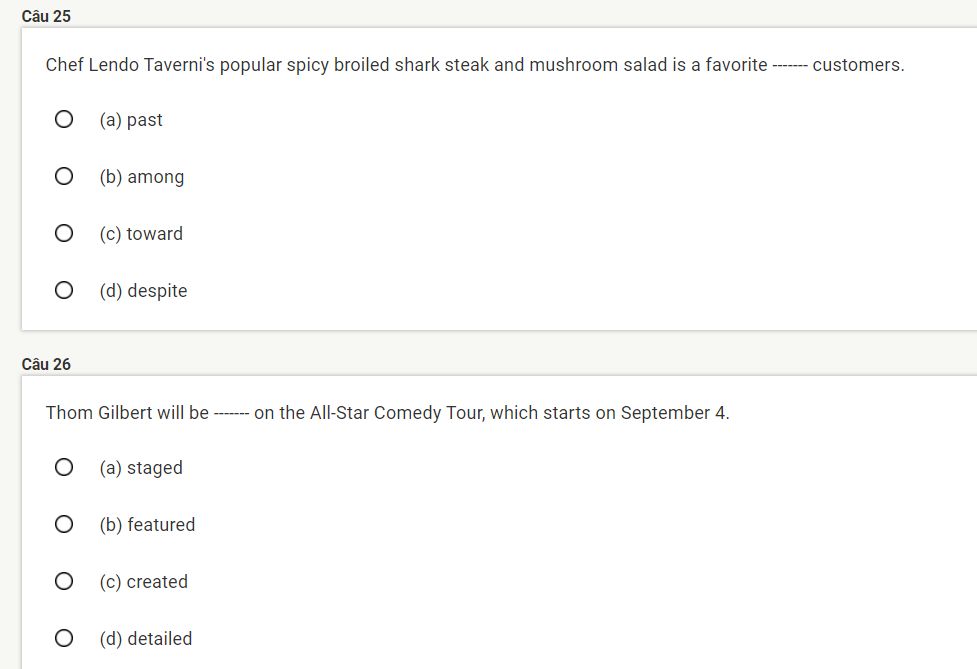 Câu 25
Chef Lendo Taverni's popular spicy broiled shark steak and mushroom salad is a favorite ------- customers.
(a) past
(b) among
(c) toward
(d) despite
Câu 26
Thom Gilbert will be ------- on the All-Star Comedy Tour, which starts on September 4.
(a) staged
(b) featured
(c) created
(d) detailed